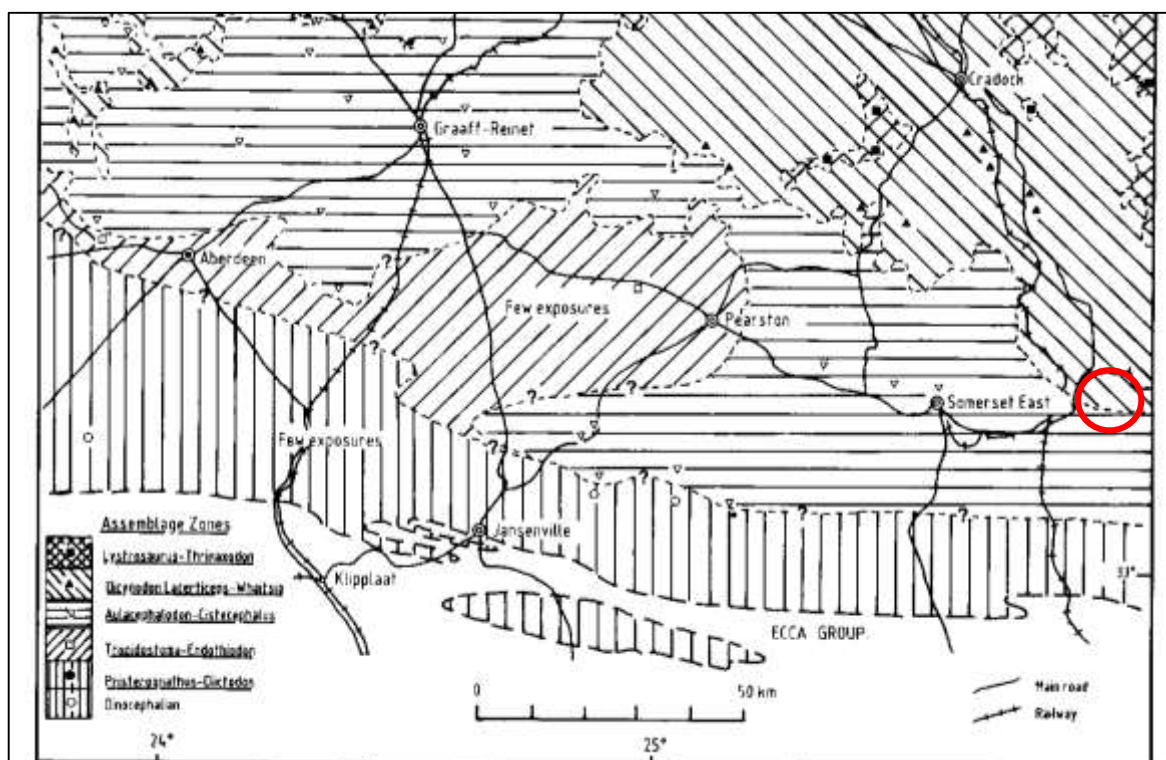 Cradock
Graaff-Reinet
Aberdeen
?
Few exposures
Pearston
?
?
?
?
Somerset East
Few exposures
?
?
?
?
Assemblage Zones
Jansenville
Lystrosaurus-Thrinaxodon
Klipplaat
33°
Dicynodon Lacerticeps-Whaitsia
Aulacephalodon-Cistecephalus
ECCA GROUP
Tropidostoma-Endothiodon
Pristerognathus-Diictodon
0
50 km
Main road
Dinocephalian
Railway
24°
25°